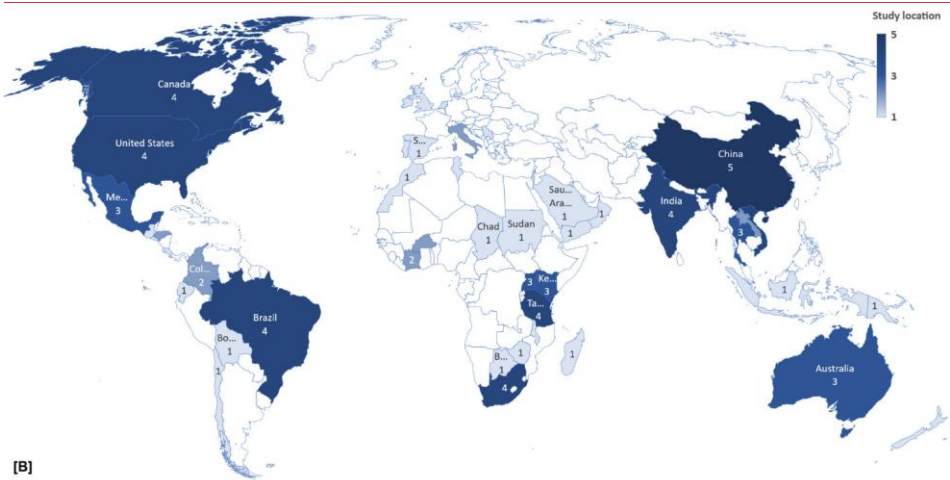 Study location
5
3
1
Canada
4
United States
4
Me...
3
Col...
2
1
Brazil
4
Bo...
1
1
S...
1
1
Sau...
Ara...
1
1
1
Chad
1
Sudan
1
2
3
Ke...
3
Ta...
4
B...
1
1
1
4
China
5
India
4
3
1
1
Australia
3
[B]